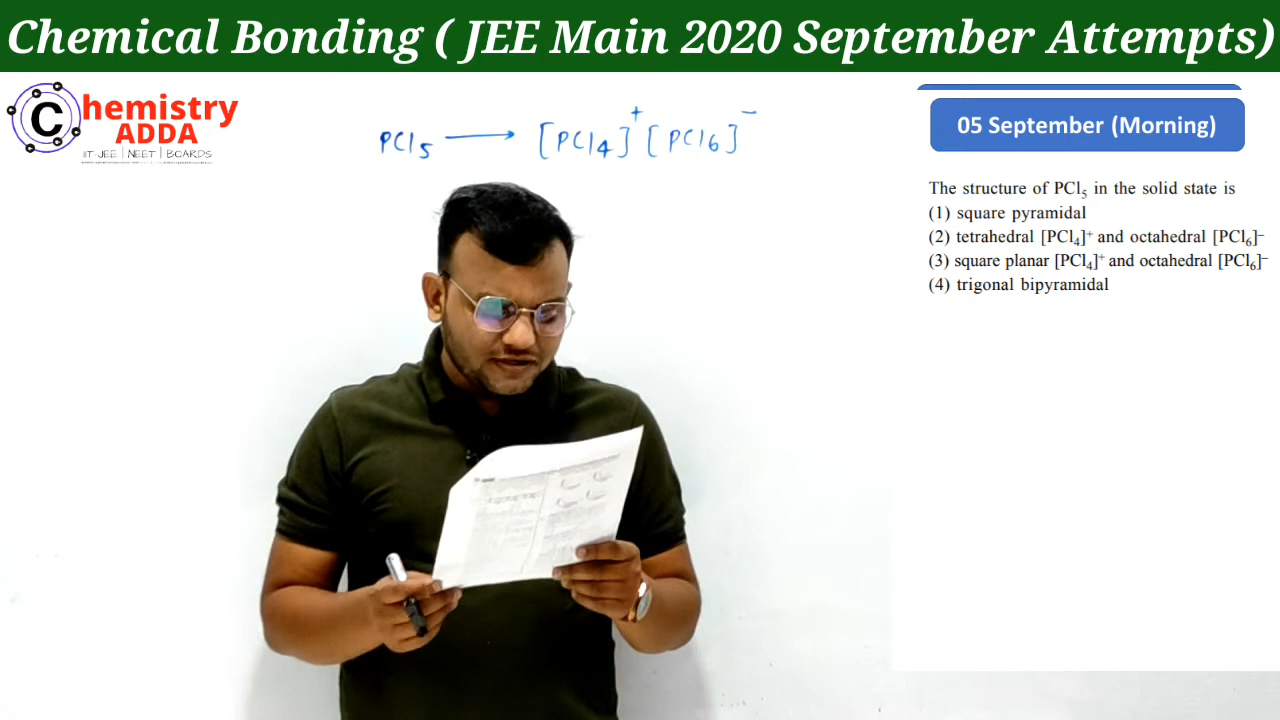 Chemical Bonding ( JEE Main 2020 September Attempts)
Chemistry
ADDA
IIT-JEE | NEET | BOARDS
PCl5 ⟶ [PCl4]+ [PCl6]−
05 September (Morning)
The structure of PCl5 in the solid state is
(1) square pyramidal
(2) tetrahedral [PCl4]+ and octahedral [PCl6]–
(3) square planar [PCl4]+ and octahedral [PCl6]–
(4) trigonal bipyramidal